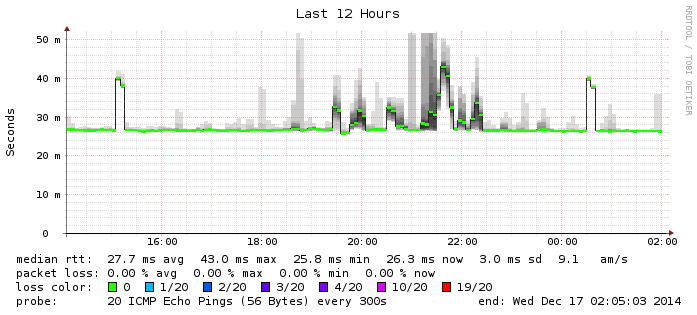 Last 12 Hours
RRDTOOL / TOBI OETIKER
Seconds
50 m
40 m
30 m
20 m
10 m
0
16:00 18:00 20:00 22:00 00:00 02:00
median rtt: 27.7 ms avg 43.0 ms max 25.8 ms min 26.3 ms now 3.0 ms sd 9.1 am/s
packet loss: 0.00 % avg 0.00 % max 0.00 % min 0.00 % now
loss color: 0 1/20 2/20 3/20 4/20 10/20 19/20
probe: 20 ICMP Echo Pings (56 Bytes) every 300s end: Wed Dec 17 02:05:03 2014